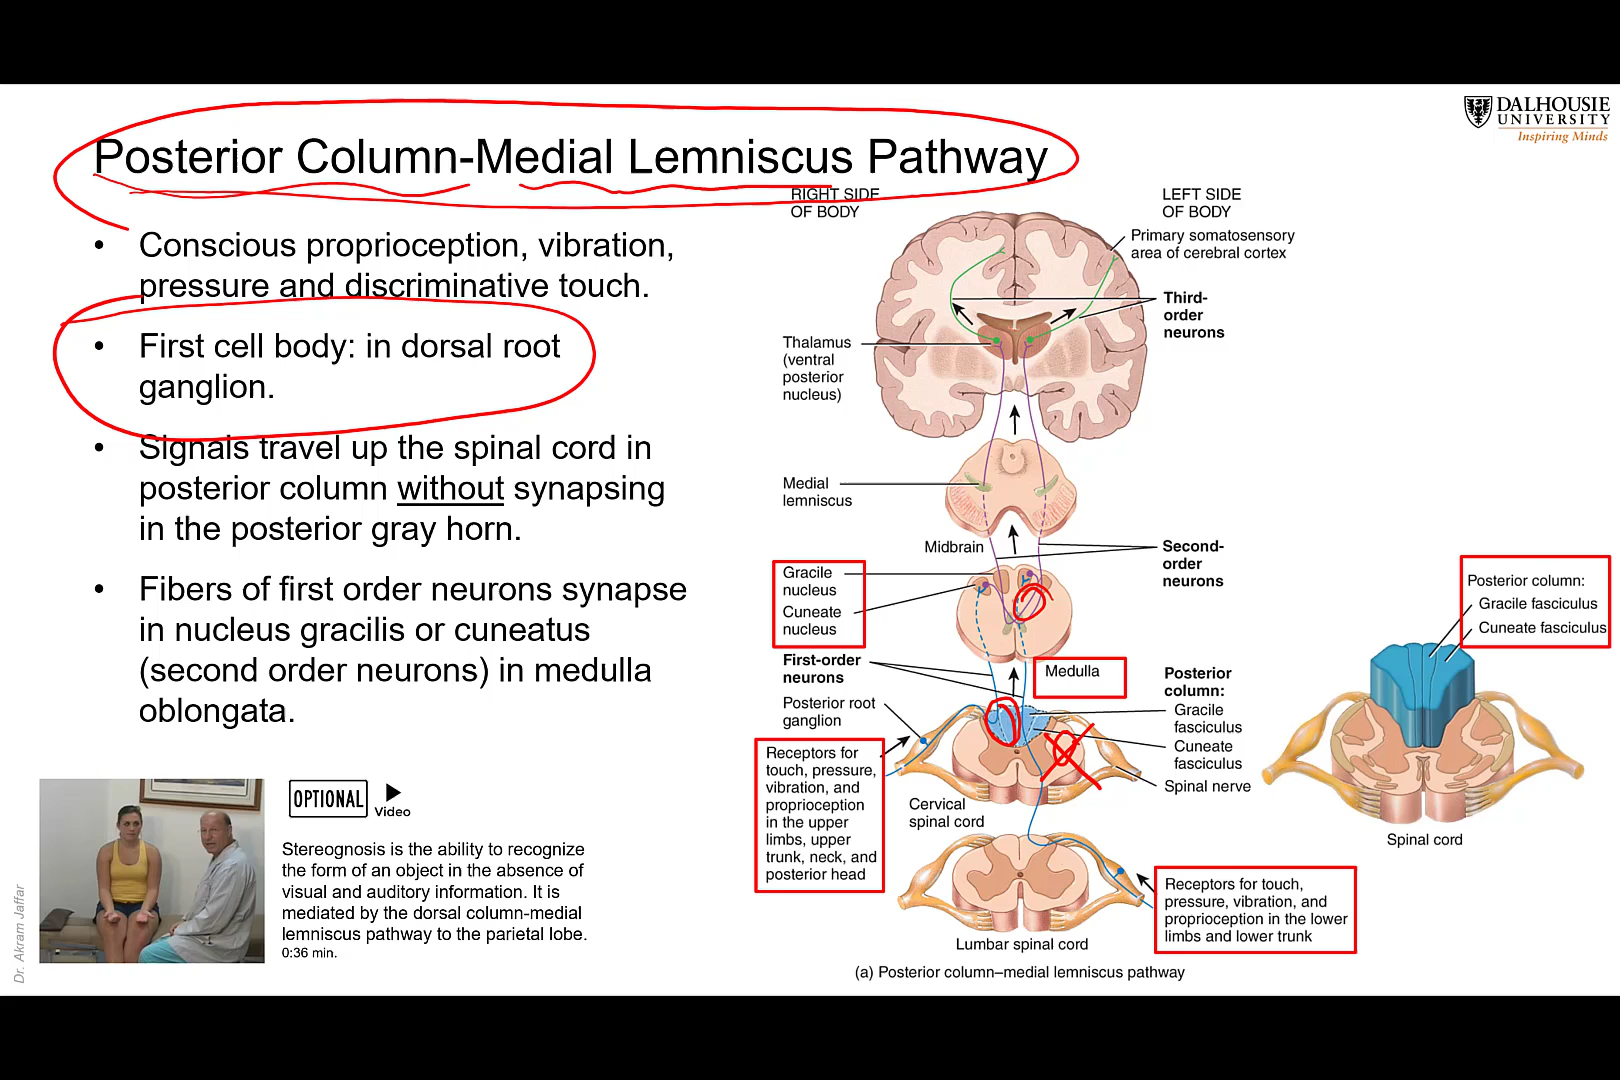 DALHOUSIE
UNIVERSITY
Inspiring Minds
Posterior Column-Medial Lemniscus Pathway
• Conscious proprioception, vibration,
pressure and discriminative touch.
• First cell body: in dorsal root
ganglion.
• Signals travel up the spinal cord in
posterior column without synapsing
in the posterior gray horn.
• Fibers of first order neurons synapse
in nucleus gracilis or cuneatus
(second order neurons) in medulla
oblongata.
OPTIONAL
Video
Stereognosis is the ability to recognize
the form of an object in the absence of
visual and auditory information. It is
mediated by the dorsal column-medial
lemniscus pathway to the parietal lobe.
0:36 min.
Dr. Akram Jaffar
RIGHT SIDE
OF BODY
LEFT SIDE
OF BODY
Primary somatosensory
area of cerebral cortex
Third-
order
neurons
Thalamus
(ventral
posterior
nucleus)
Medial
lemniscus
Midbrain
Second-
order
neurons
Gracile
nucleus
Cuneate
nucleus
First-order
neurons
Medulla
Posterior root
ganglion
Posterior
column:
Gracile
fasciculus
Cuneate
fasciculus
Spinal nerve
Receptors for
touch, pressure,
vibration, and
proprioception
in the upper
limbs, upper
trunk, neck, and
posterior head
Cervical
spinal cord
Receptors for touch,
pressure, vibration, and
proprioception in the lower
limbs and lower trunk
Lumbar spinal cord
(a) Posterior column–medial lemniscus pathway
Posterior column:
Gracile fasciculus
Cuneate fasciculus
Spinal cord